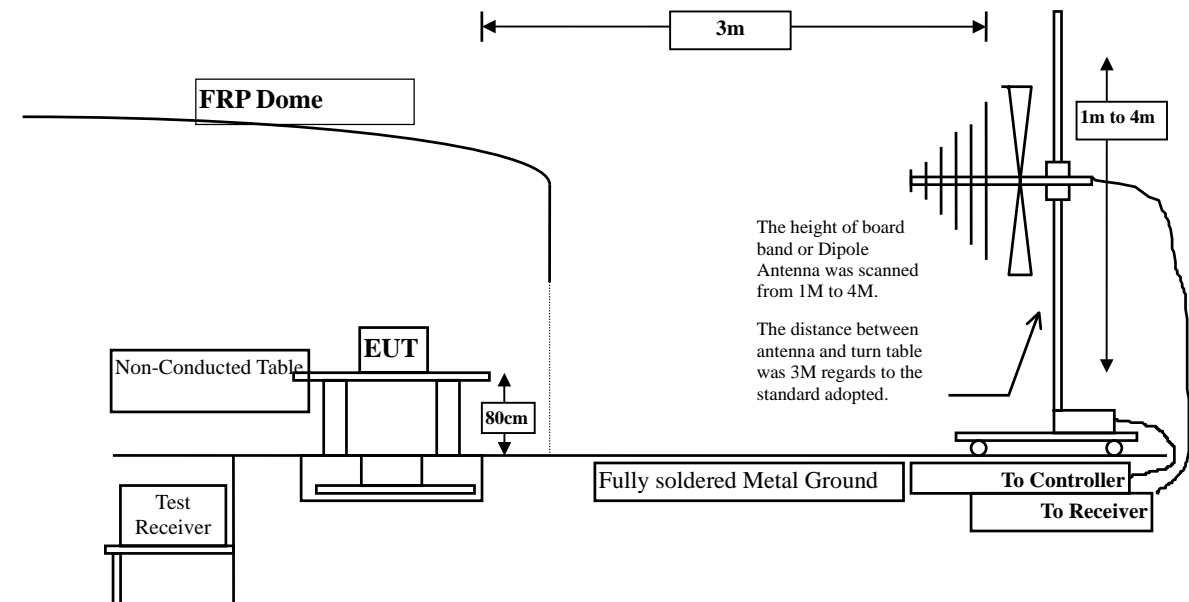 3m
FRP Dome
1m to 4m
The height of board
band or Dipole
Antenna was scanned
from 1M to 4M.
The distance between
antenna and turn table
was 3M regards to the
standard adopted.
EUT
Non-Conducted Table
80cm
Fully soldered Metal Ground
To Controller
To Receiver
Test
Receiver